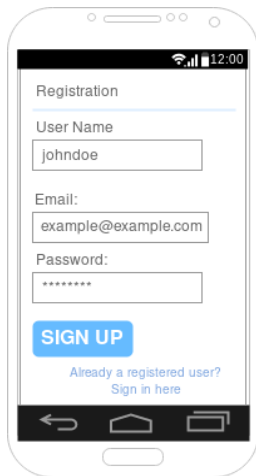 12:00
Registration
User Name
johndoe
Email:
example@example.com
Password:
********
SIGN UP
Already a registered user?
Sign in here